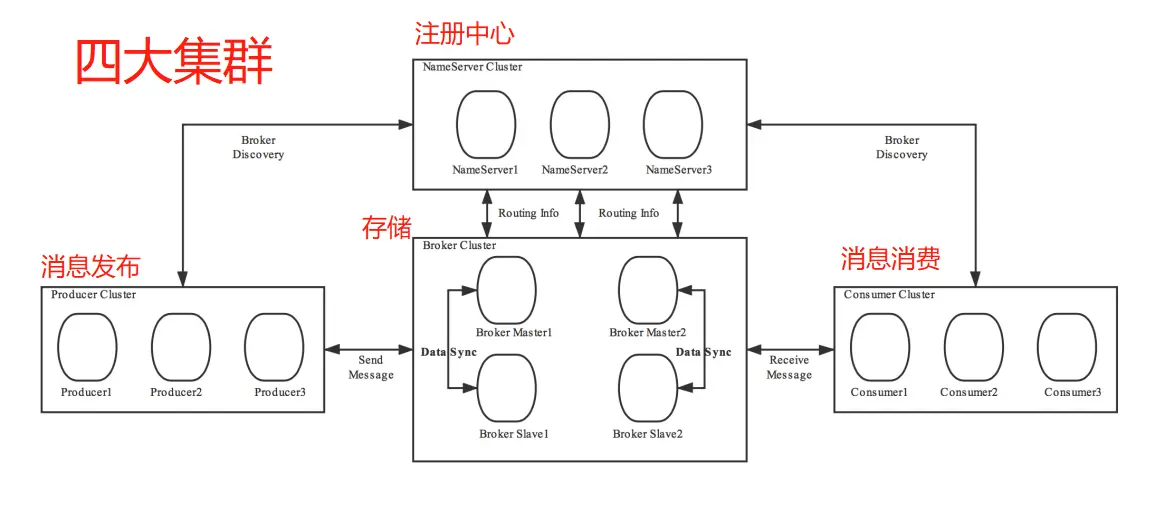 四大集群
注册中心
NameServer Cluster
NameServer1
NameServer2
NameServer3
Broker
Discovery
Broker
Discovery
Routing Info
Routing Info
存储
Broker Cluster
Broker Master1
Broker Master2
Data Sync
Data Sync
Broker Slave1
Broker Slave2
消息发布
Producer Cluster
Producer1
Producer2
Producer3
Send
Message
消息消费
Consumer Cluster
Consumer1
Consumer2
Consumer3
Receive
Message